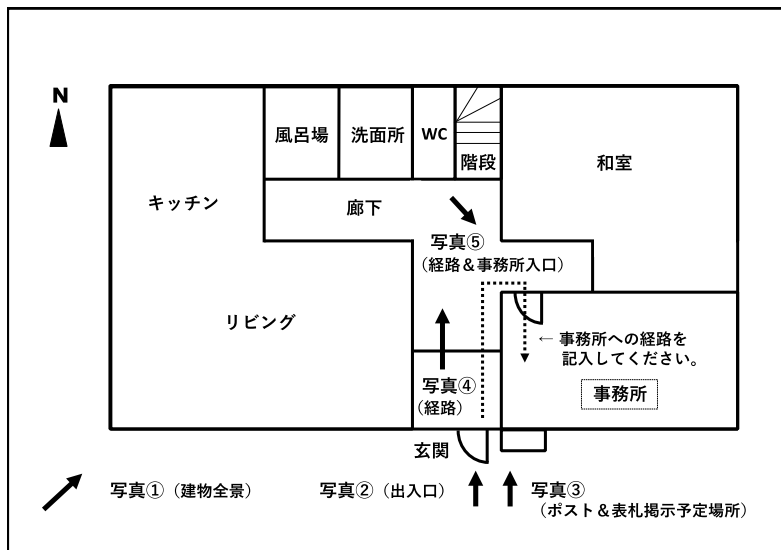 N
風呂場
洗面所
WC
階段
和室
キッチン
廊下
写真⑤
（経路＆事務所入口）
リビング
← 事務所への経路を
記入してください。
写真④
（経路）
事務所
玄関
写真①（建物全景）
写真②（出入口）
写真③
（ポスト＆表札掲示予定場所）